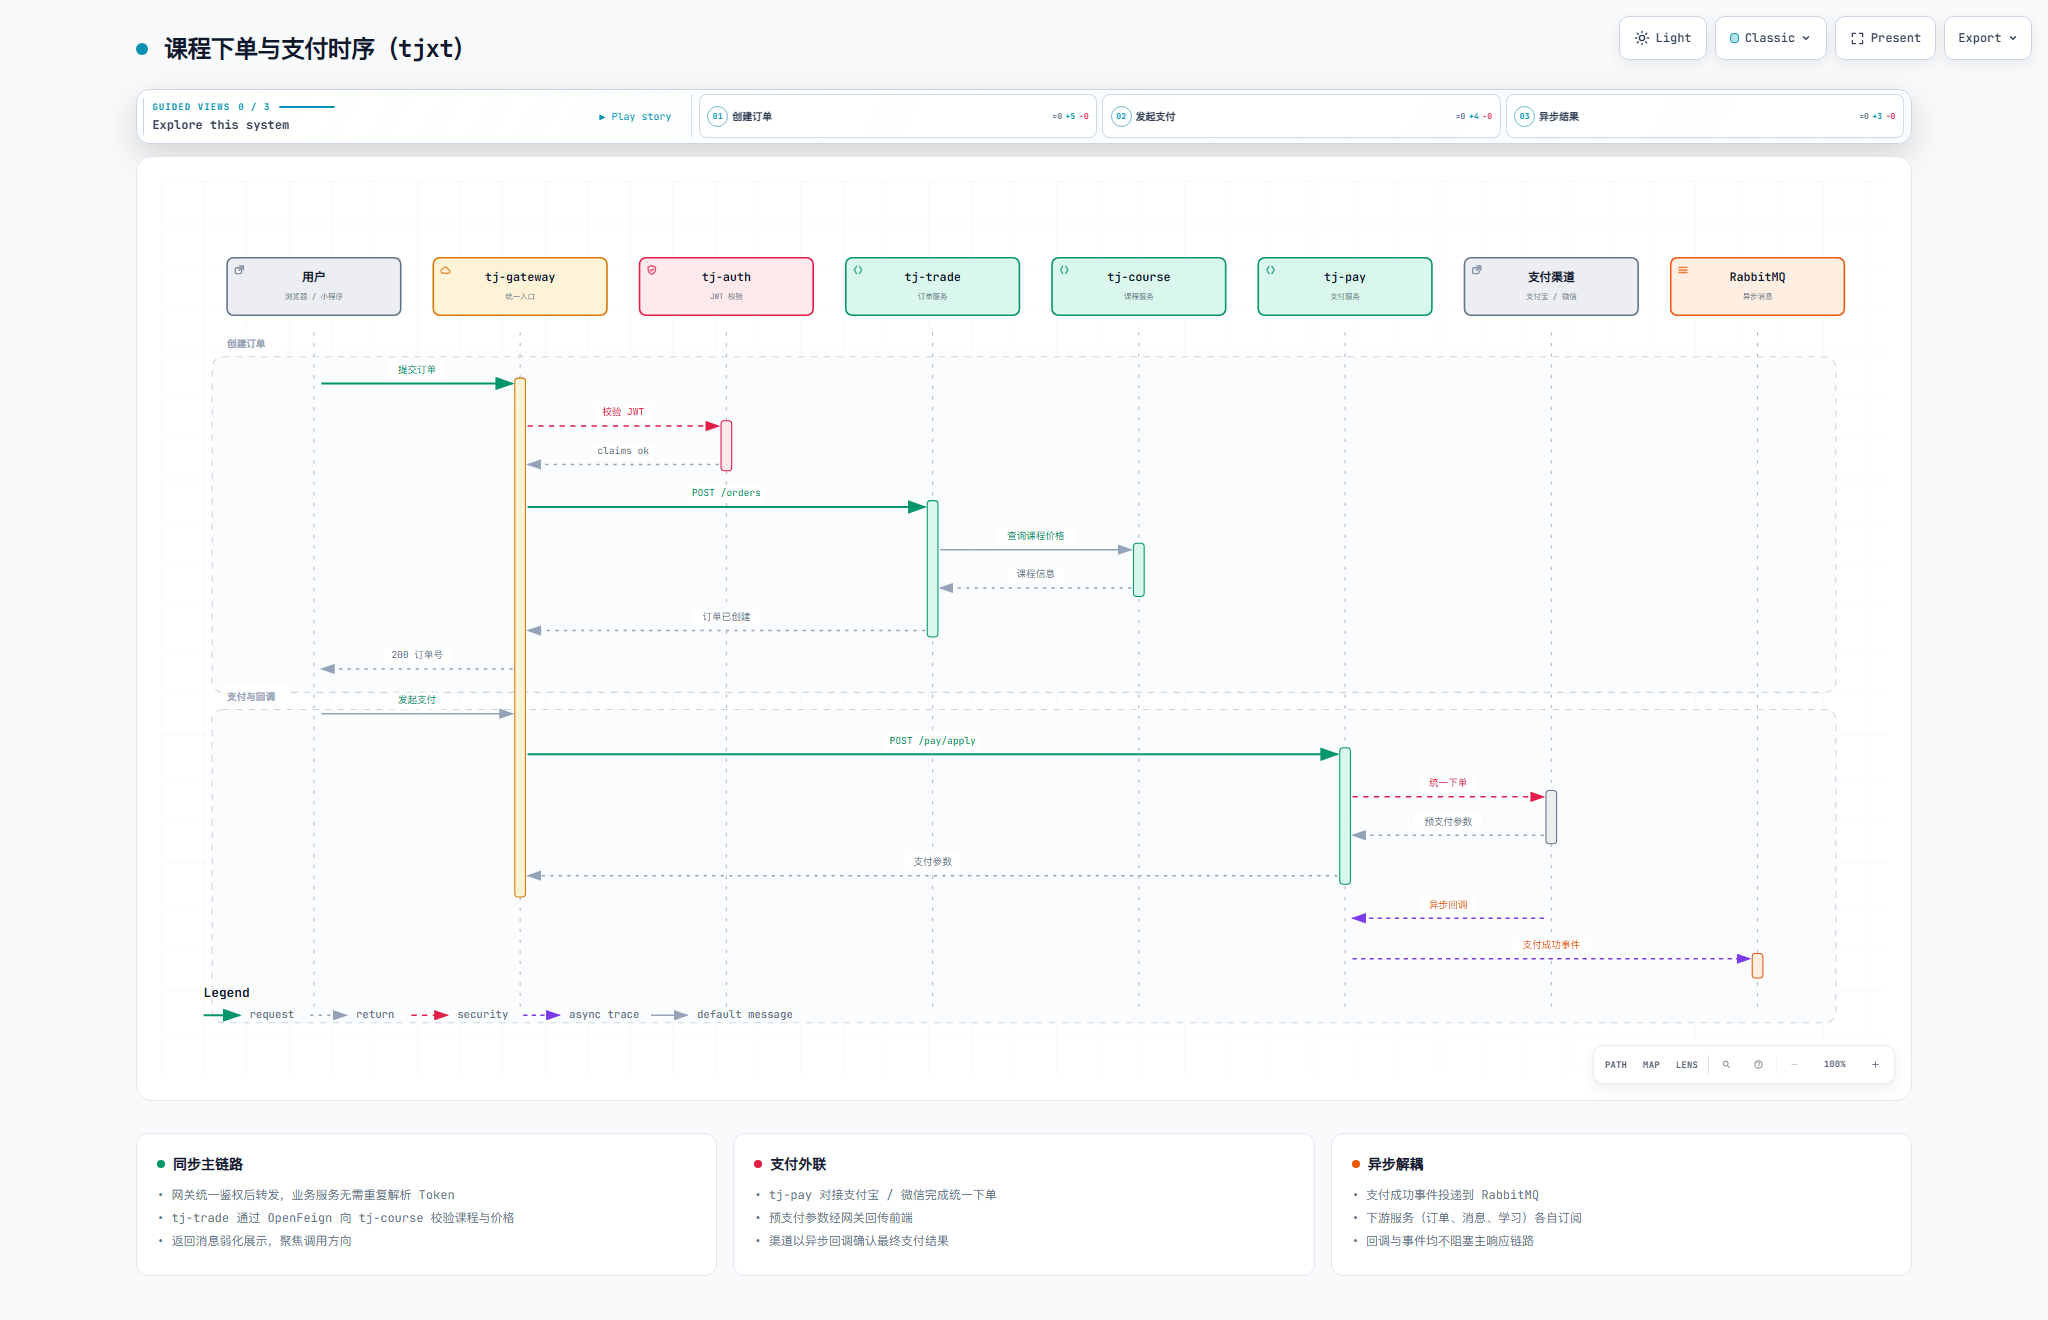 课程下单与支付时序（tjxt）
Light
Classic
Present
Export
GUIDED VIEWS 0 / 3
Explore this system
▶ Play story
01 创建订单 =0 +5 -0
02 发起支付 =0 +4 -0
03 异步结果 =0 +3 -0
用户
浏览器 / 小程序
tj-gateway
统一入口
tj-auth
JWT 校验
tj-trade
订单服务
tj-course
课程服务
tj-pay
支付服务
支付渠道
支付宝 / 微信
RabbitMQ
异步消息
创建订单
提交订单
校验 JWT
claims ok
POST /orders
查询课程价格
课程信息
订单已创建
200 订单号
支付与回调
发起支付
POST /pay/apply
统一下单
预支付参数
支付参数
异步回调
支付成功事件
Legend
request
return
security
async trace
default message
PATH
MAP
LENS
−
100%
+
同步主链路
• 网关统一鉴权后转发，业务服务无需重复解析 Token
• tj-trade 通过 OpenFeign 向 tj-course 校验课程与价格
• 返回消息弱化展示，聚焦调用方向
支付外联
• tj-pay 对接支付宝 / 微信完成统一下单
• 预支付参数经网关回传前端
• 渠道以异步回调确认最终支付结果
异步解耦
• 支付成功事件投递到 RabbitMQ
• 下游服务（订单、消息、学习）各自订阅
• 回调与事件均不阻塞主响应链路